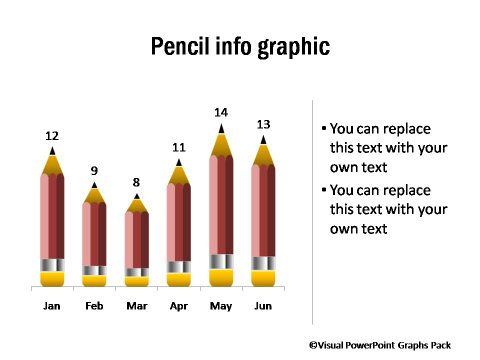 Pencil info graphic
12
9
8
11
14
13
Jan Feb Mar Apr May Jun
• You can replace
this text with your
own text
• You can replace
this text with your
own text
©Visual PowerPoint Graphs Pack